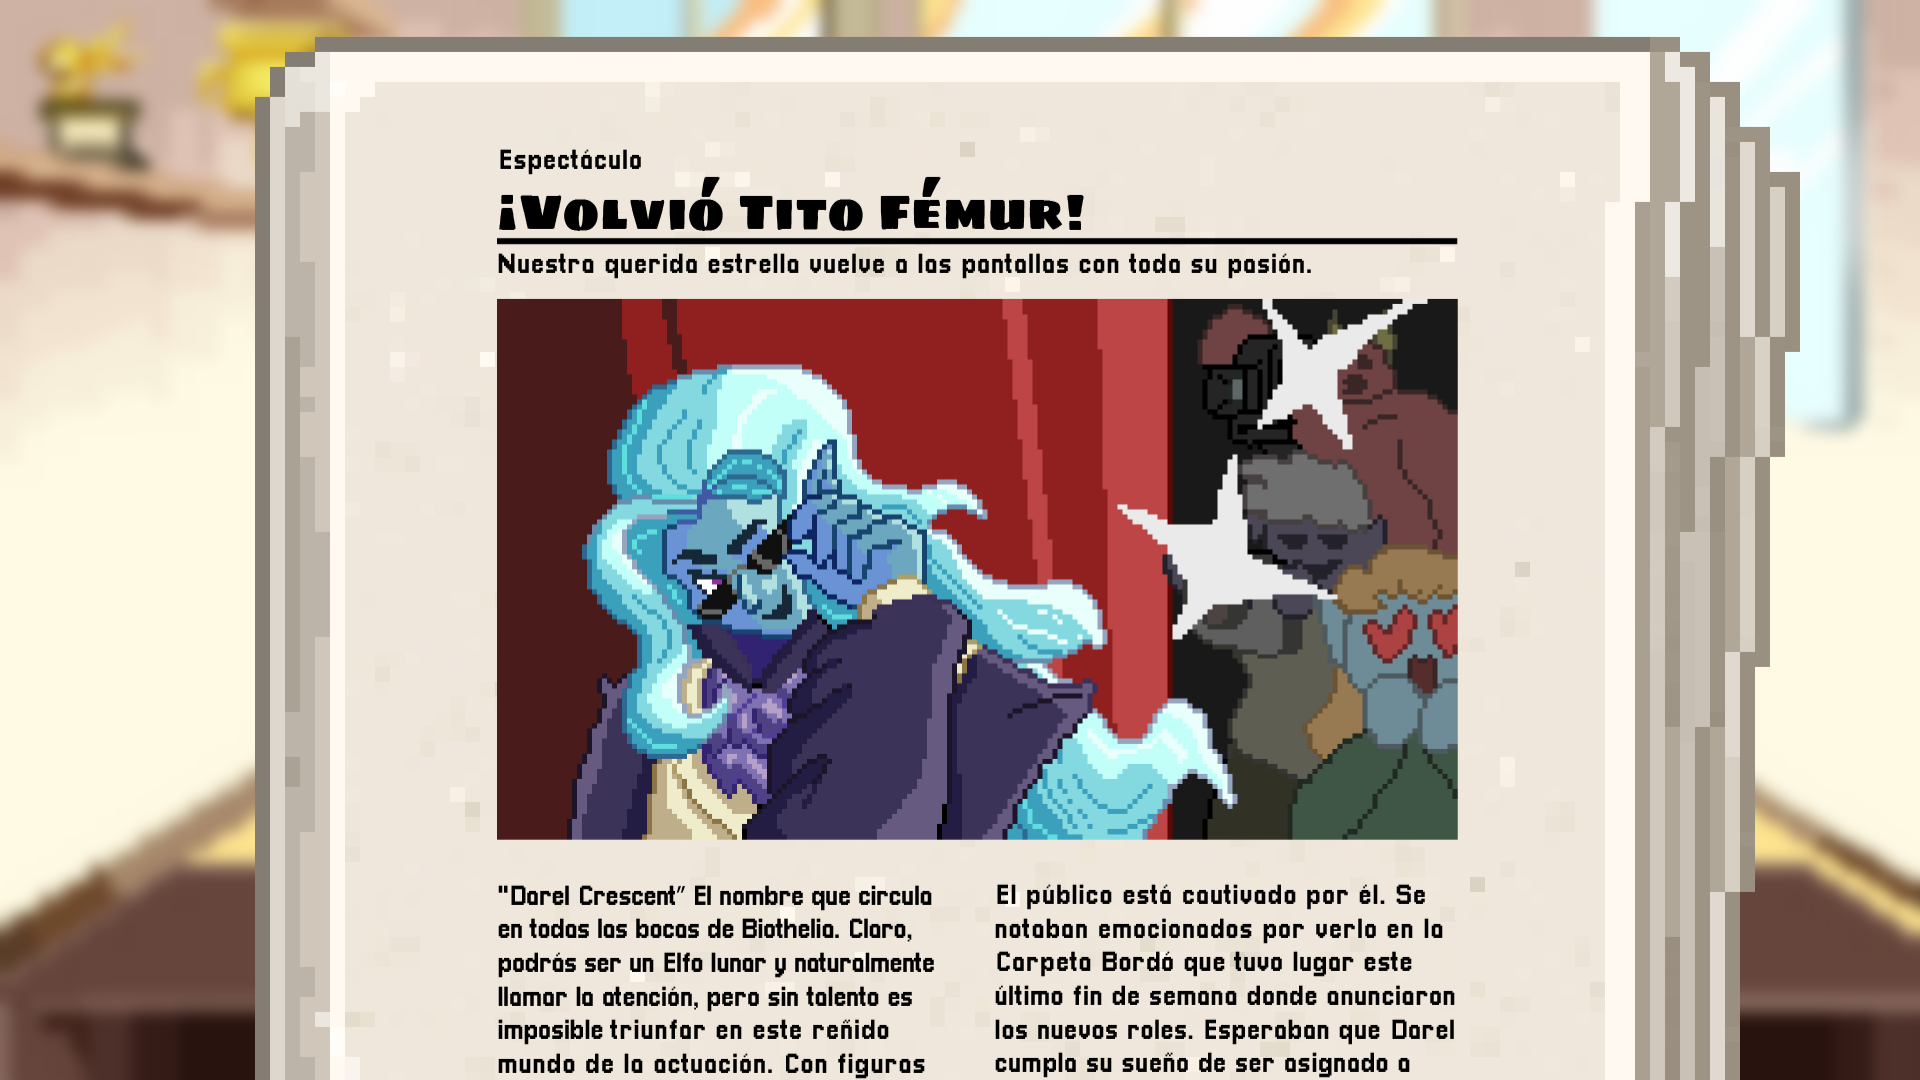 Espectáculo
¡Volvió Tito Fémur!
Nuestra querida estrella vuelve a las pantallas con toda su pasión.
"Darel Crescent" El nombre que circula
en todas las bocas de Biothelia. Claro,
podrás ser un Elfo lunar y naturalmente
llamar la atención, pero sin talento es
imposible triunfar en este reñido
mundo de la actuación. Con figuras
El público está cautivado por él. Se
notaban emocionados por verlo en la
Carpeta Bordó que tuvo lugar este
último fin de semana donde anunciaron
los nuevos roles. Esperaban que Darel
cumpla su sueño de ser asignado a